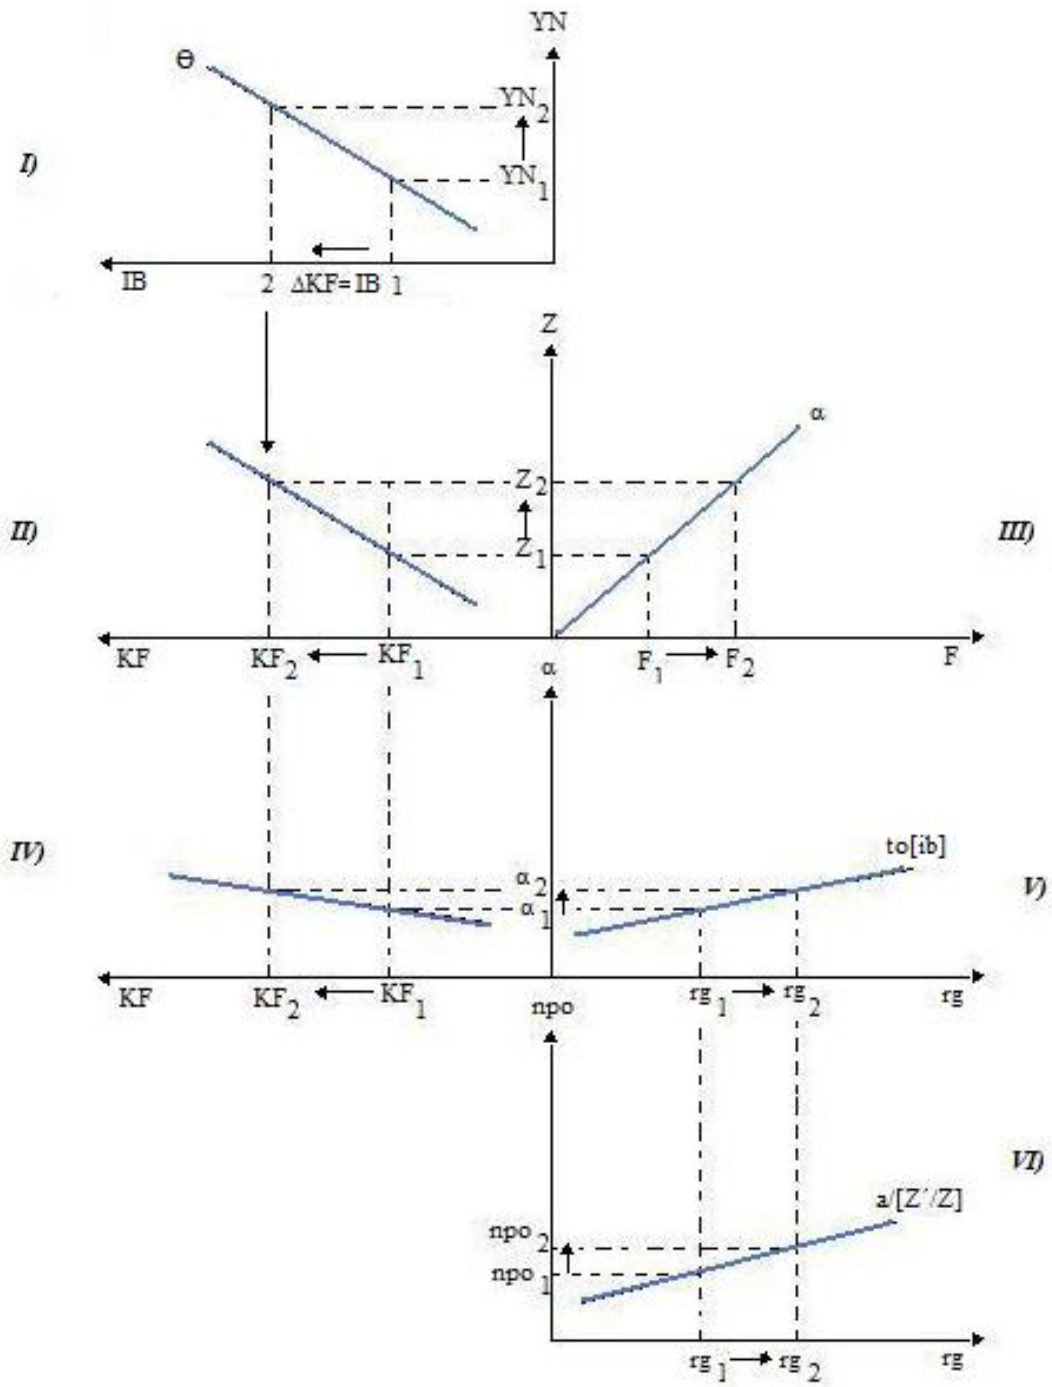 YN
ϴ
YN2
I)
YN1
IB 2 ΔKF=IB 1
Z
α
Z2
II) III)
Z1
KF KF2 KF1 α F1 F2 F
IV) to[ib]
α2 V)
α1
KF KF2 KF1 npo rg1 rg2 rg
VI)
a/[Z´/Z]
npo2
npo1
rg1 rg2 rg